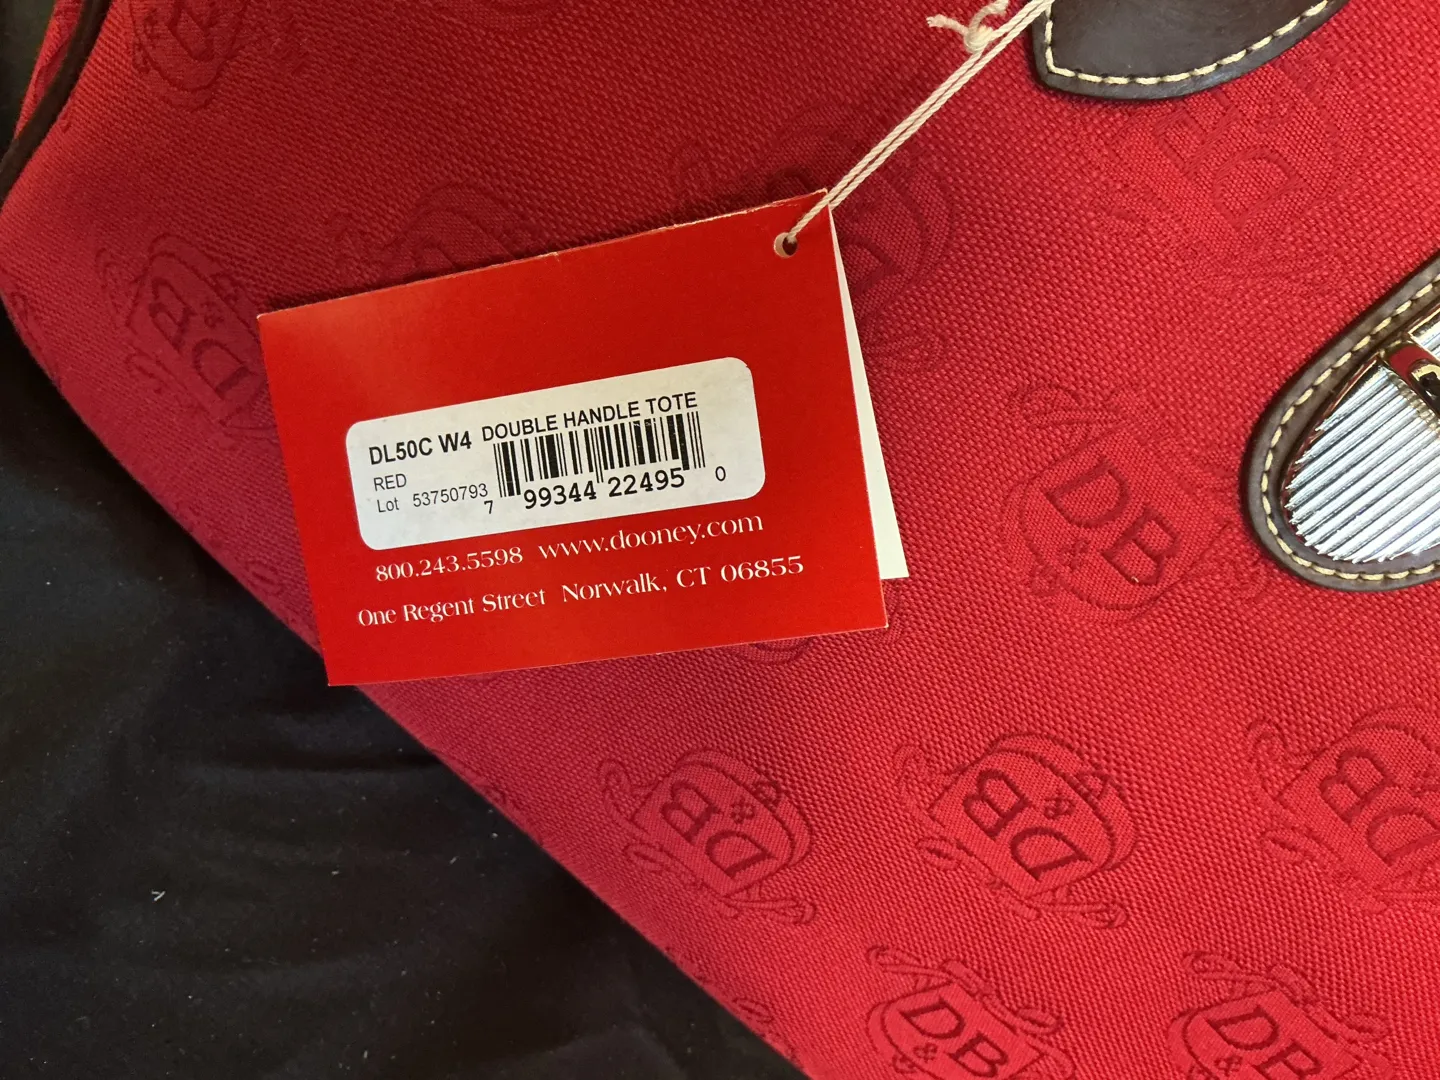 DL50C W4 DOUBLE HANDLE TOTE
RED
Lot 53750793
7 99344 22495 0
800.243.5598 www.dooney.com
One Regent Street Norwalk, CT 06855
D&B
D&B
D&B
D&B
D&B
D&B
DB